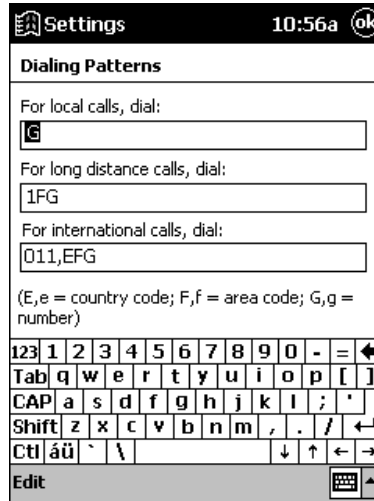 Settings 10:56a ok
Dialing Patterns
For local calls, dial:
G
For long distance calls, dial:
1FG
For international calls, dial:
011,EFG
(E,e = country code; F,f = area code; G,g =
number)
123 1 2 3 4 5 6 7 8 9 0 - = ←
Tab q w e r t y u i o p [ ]
CAP a s d f g h j k l ; '
Shift z x c v b n m , . / ↵
Ctl áü ` \ ↓ ↑ ← →
Edit